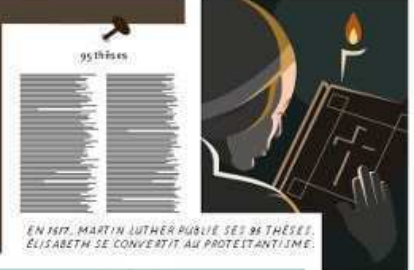 95 thèses
EN 1517, MARTIN LUTHER PUBLIE SES 95 THÈSES.
ÉLISABETH SE CONVERTIT AU PROTESTANTISME.